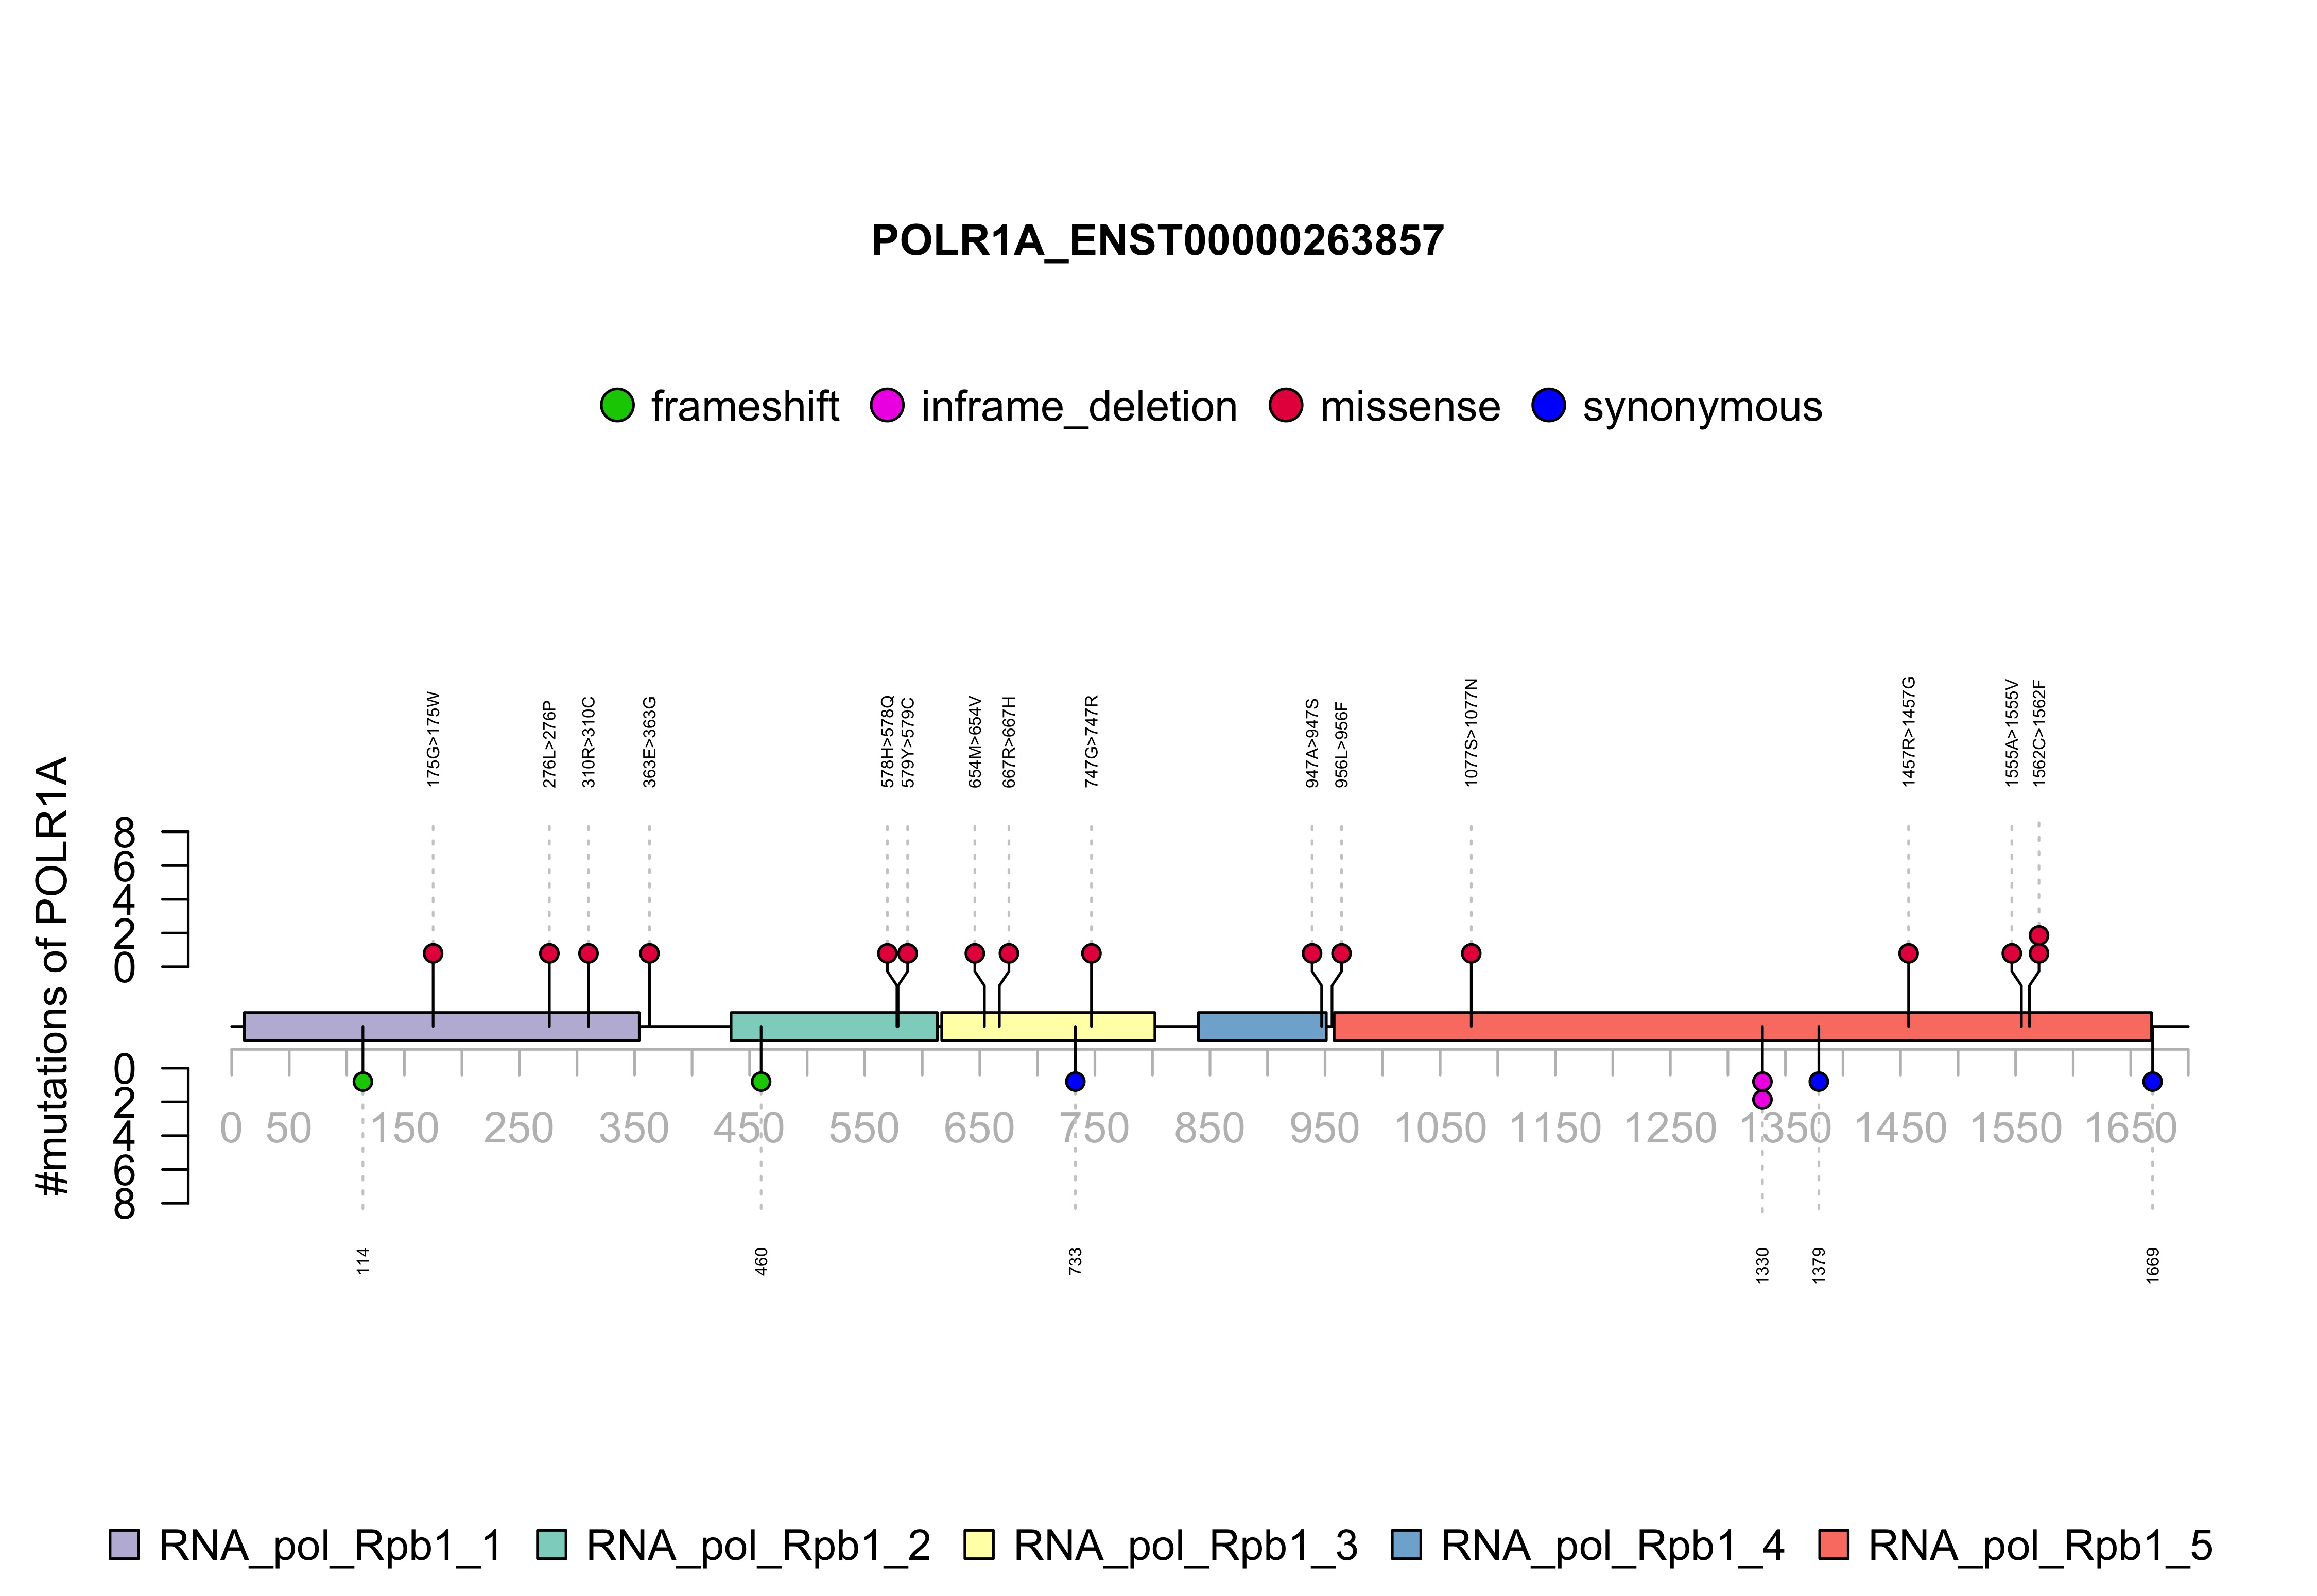 POLR1A_ENST00000263857
frameshift inframe_deletion missense synonymous
175G>175W 276L>276P 310R>310C 363E>363G 578H>578Q 579Y>579C 654M>654V 667R>667H 747G>747R 947A>947S 956L>956F 1077S>1077N 1457R>1457G 1555A>1555V 1562C>1562F
#mutations of POLR1A
8
6
4
2
0
0
2
4
6
8
0 50 150 250 350 450 550 650 750 850 950 1050 1150 1250 1350 1450 1550 1650
114 460 733 1330 1379 1669
RNA_pol_Rpb1_1 RNA_pol_Rpb1_2 RNA_pol_Rpb1_3 RNA_pol_Rpb1_4 RNA_pol_Rpb1_5